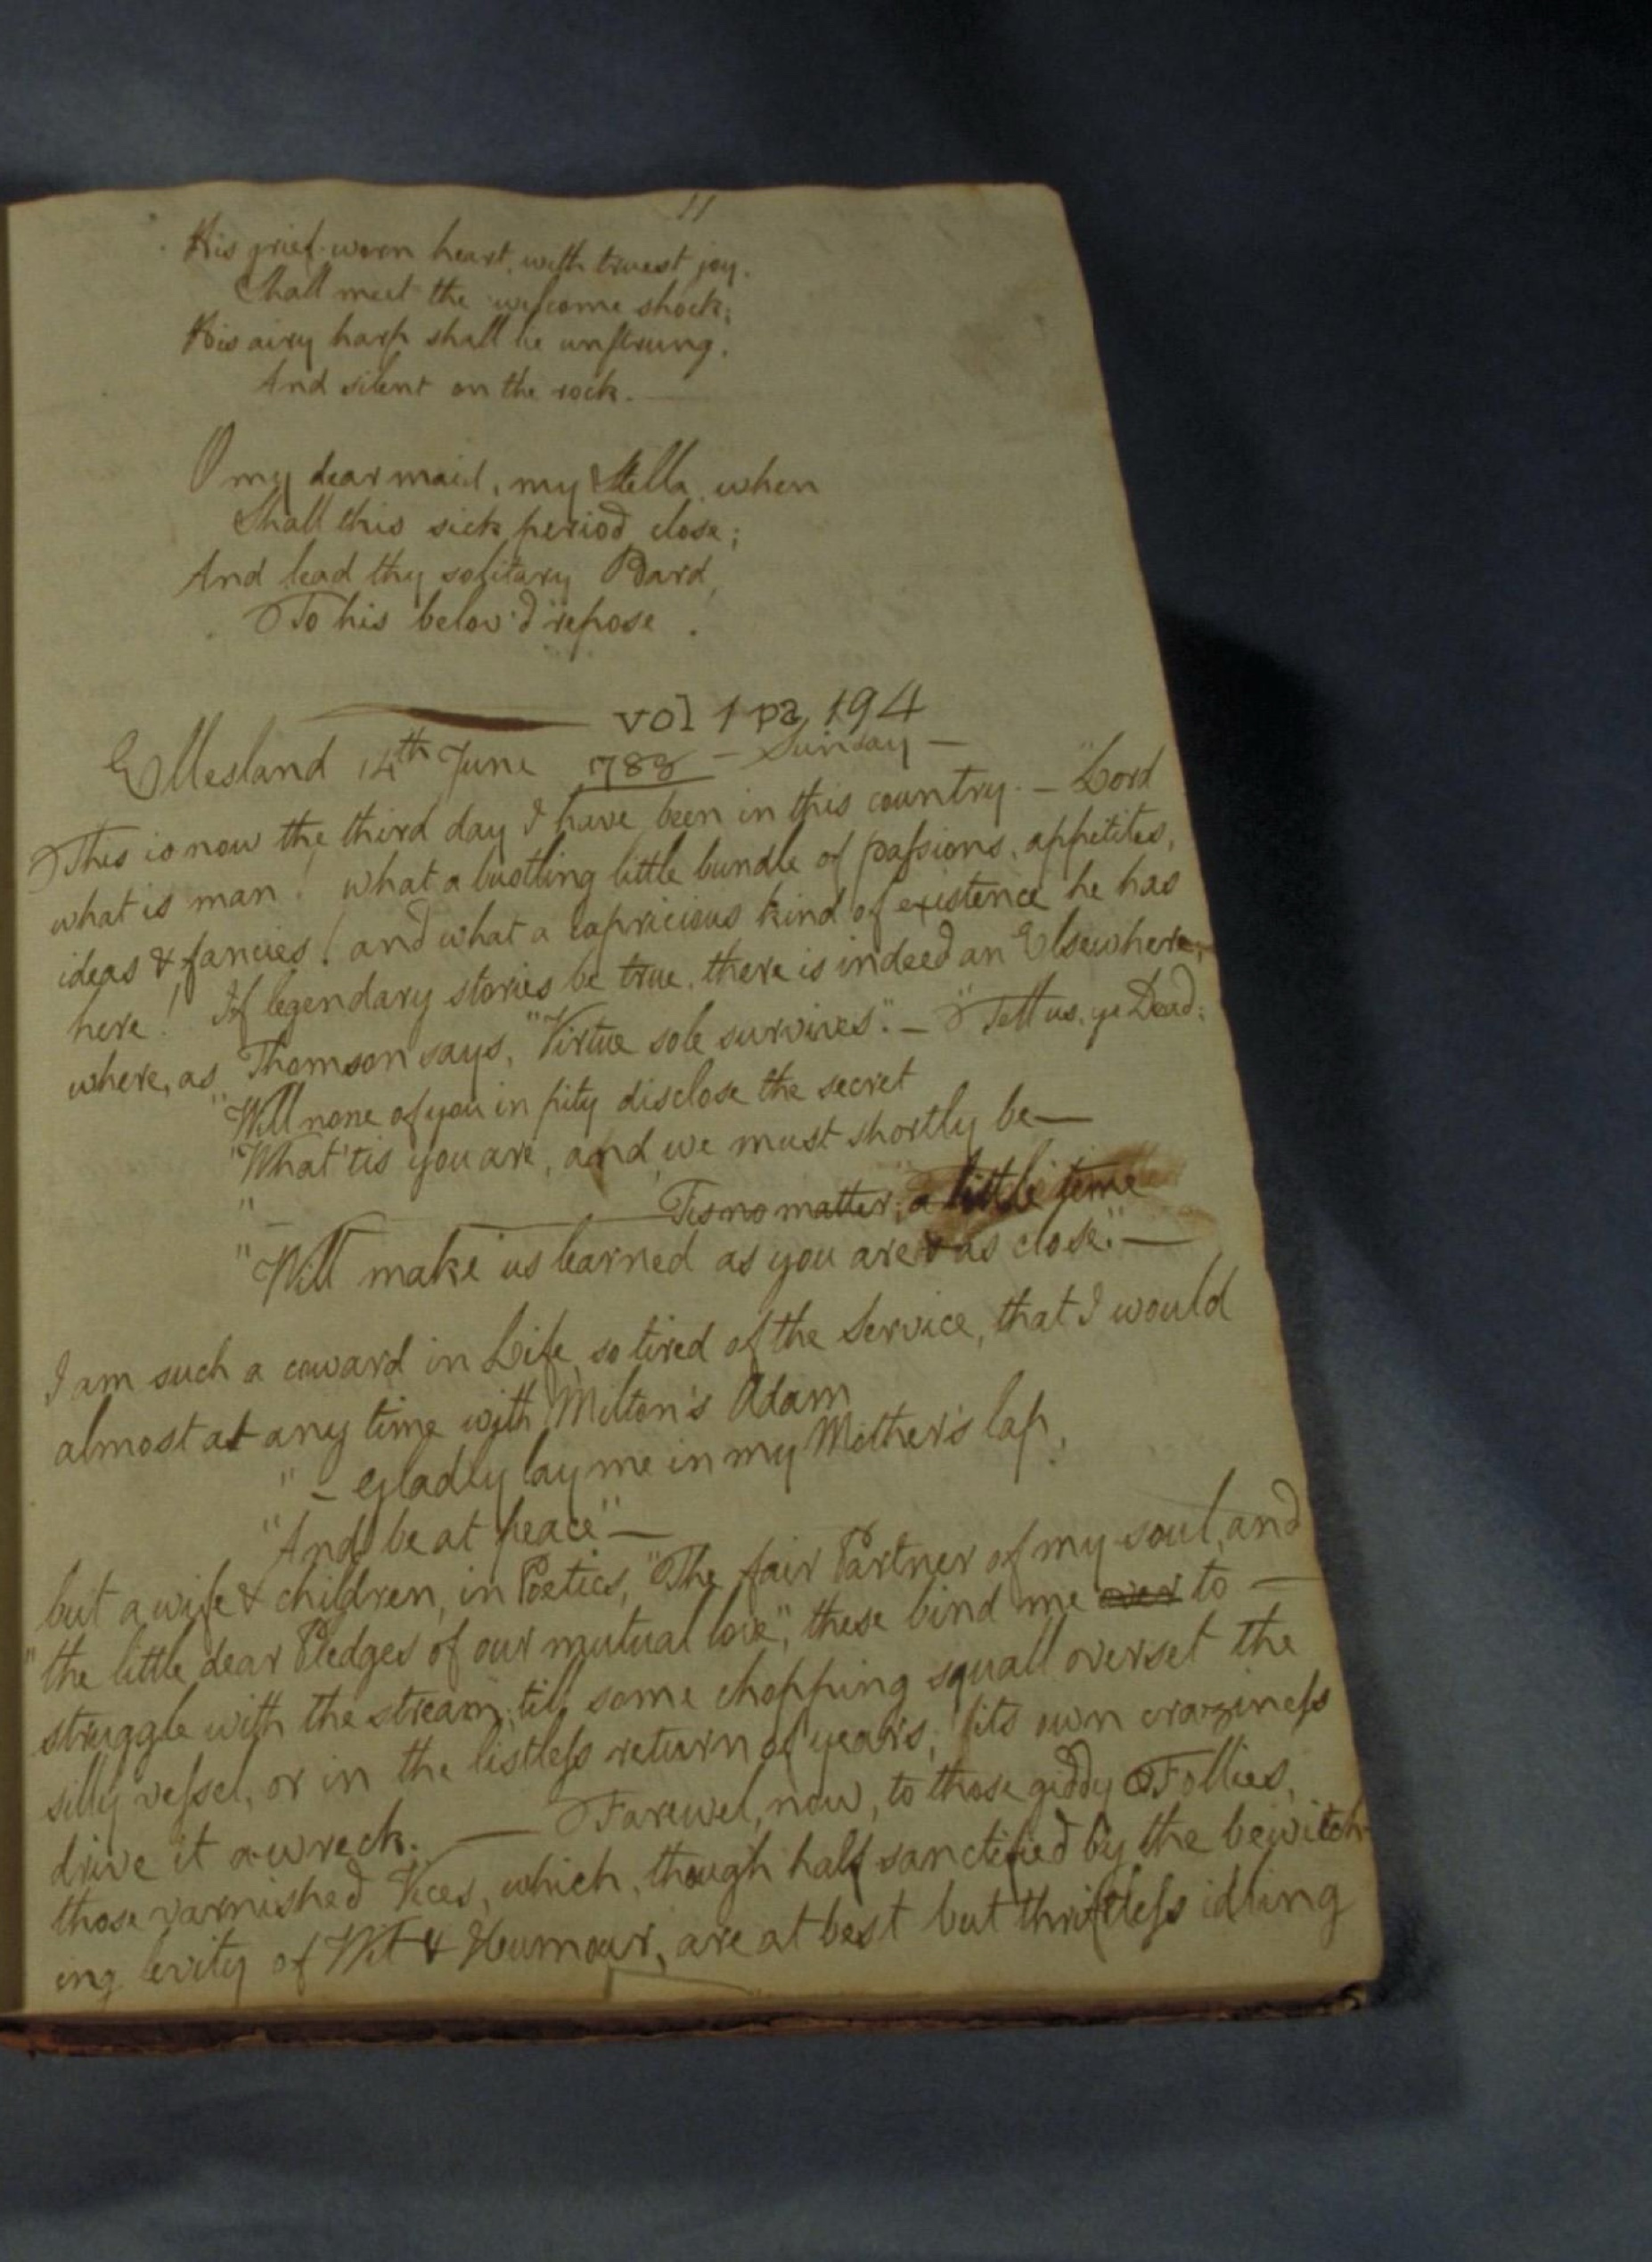 11
His grief-worn heart, with truest joy,
Shall meet the welcome shock;
His airy harp shall lie unstrung,
And silent on the rock. —
O my dear maid, my Stella, when
Shall this sick period close;
And lead thy solitary Bard,
To his belov'd repose.
vol 1 pa, 194
Ellesland 14th June 788 — Sunday —
This is now the third day I have been in this country. — "Lord
what is man! what a bustling little bundle of passions, appetites,
ideas & fancies! and what a capricious kind of existence he has
here! If legendary stories be true, there is indeed an Elsewhere,
where, as Thomson says, "Virtue sole survives". — "Tell us, ye Dead;
"Will none of you in pity disclose the secret
"What 'tis you are, and we must shortly be —
" — Tis no matter, a little time
"Will make us learned as you are & as close." —
I am such a coward in Life, so tired of the Service, that I would
almost at any time with Milton's Adam
" — Gladly lay me in my Mother's lap,
"And be at peace" —
but a wife & children, in Poetics, "The fair Partner of my soul, and
"the little dear Pledges of our mutual love", these bind me over to —
struggle with the stream; till some chopping squall overset the
silly vessel, or in the listless return of years, its own craziness
drive it a wreck. — Farewel, now, to those giddy Follies,
those varnished Vices, which, though half sanctified by the bewitch-
ing levity of Wit & Humour, are at best but thriftless idling